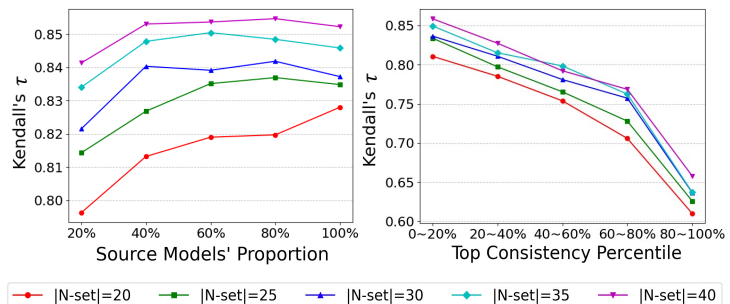 Kendall's τ
0.85
0.84
0.83
0.82
0.81
0.80
20% 40% 60% 80% 100%
Source Models' Proportion
Kendall's τ
0.85
0.80
0.75
0.70
0.65
0.60
0~20% 20~40% 40~60% 60~80% 80~100%
Top Consistency Percentile
|N-set|=20 |N-set|=25 |N-set|=30 |N-set|=35 |N-set|=40